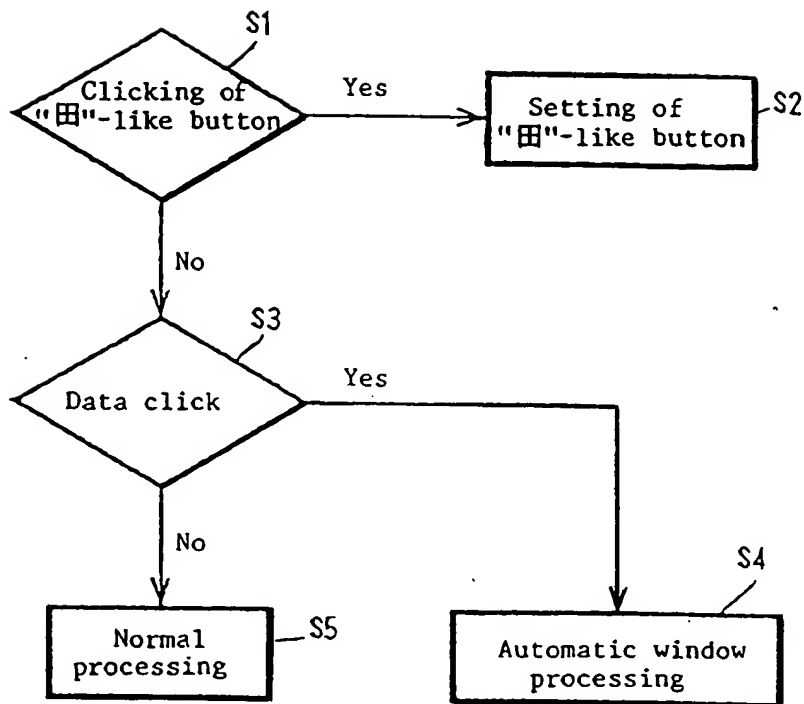 S1
Clicking of
"田"-like button
Yes
Setting of
"田"-like button
S2
No
S3
Data click
Yes
No
S4
Normal
processing
S5
Automatic window
processing